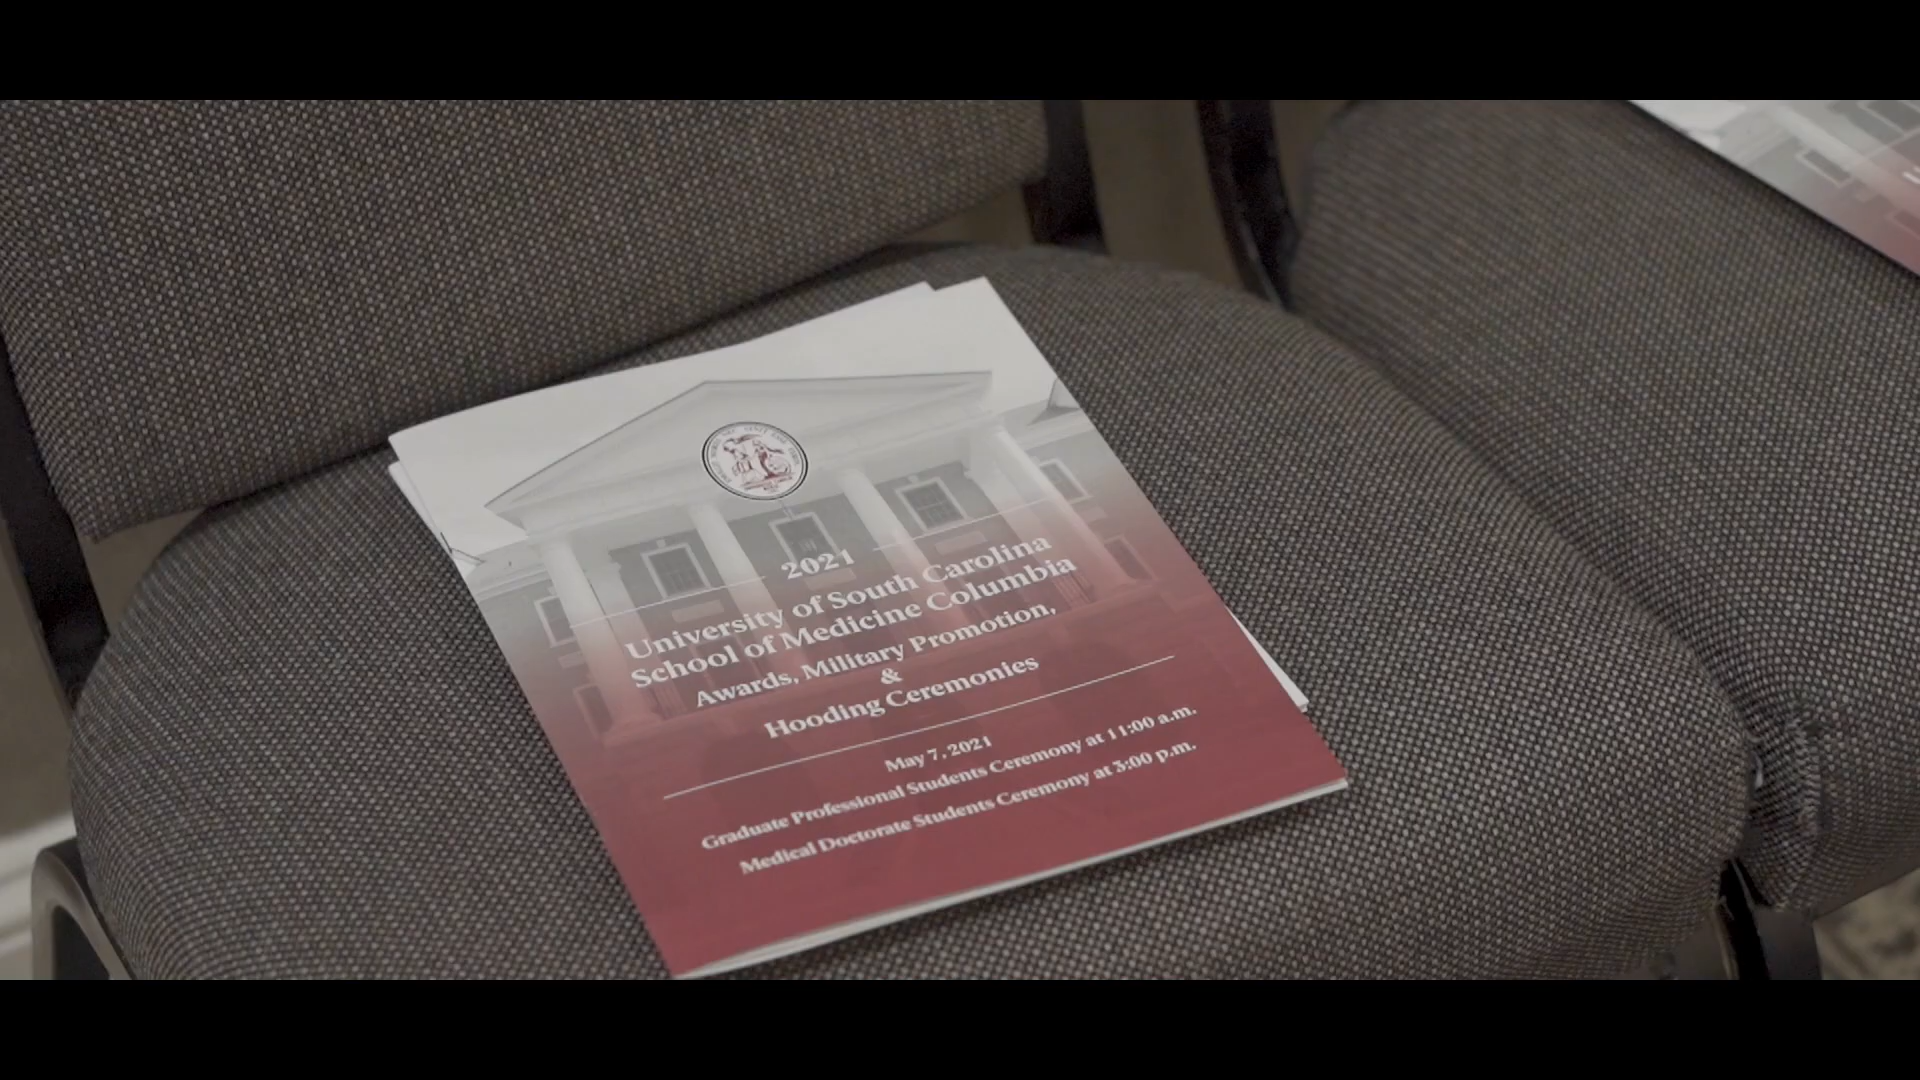 2021
University of South Carolina
School of Medicine Columbia
Awards, Military Promotion,
&
Hooding Ceremonies
May 7, 2021
Graduate Professional Students Ceremony at 11:00 a.m.
Medical Doctorate Students Ceremony at 3:00 p.m.